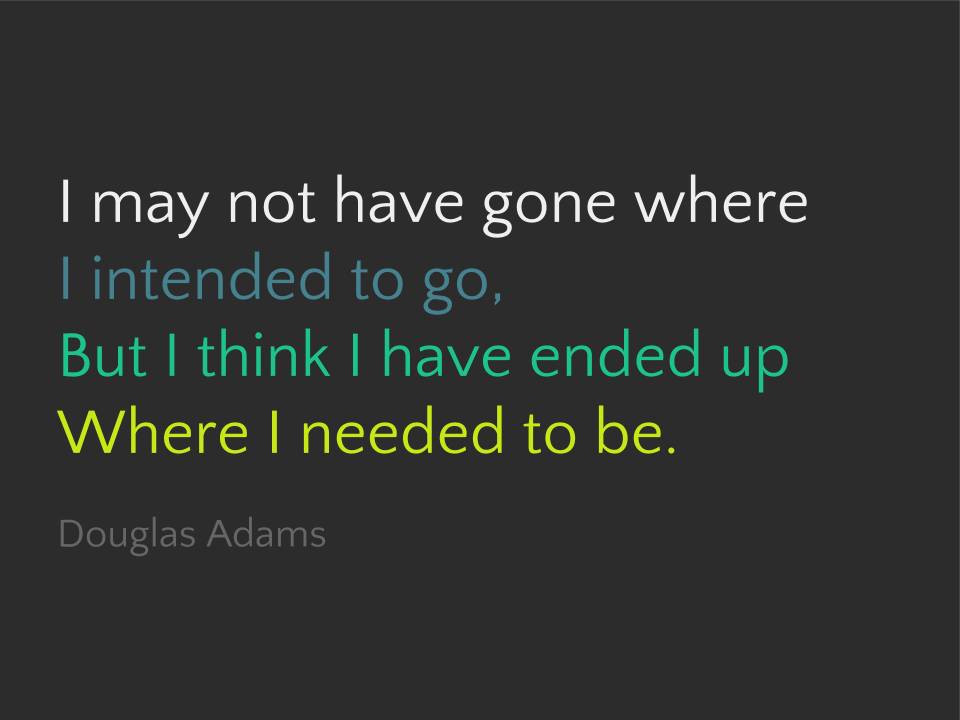 I may not have gone where
I intended to go,
But I think I have ended up
Where I needed to be.
Douglas Adams